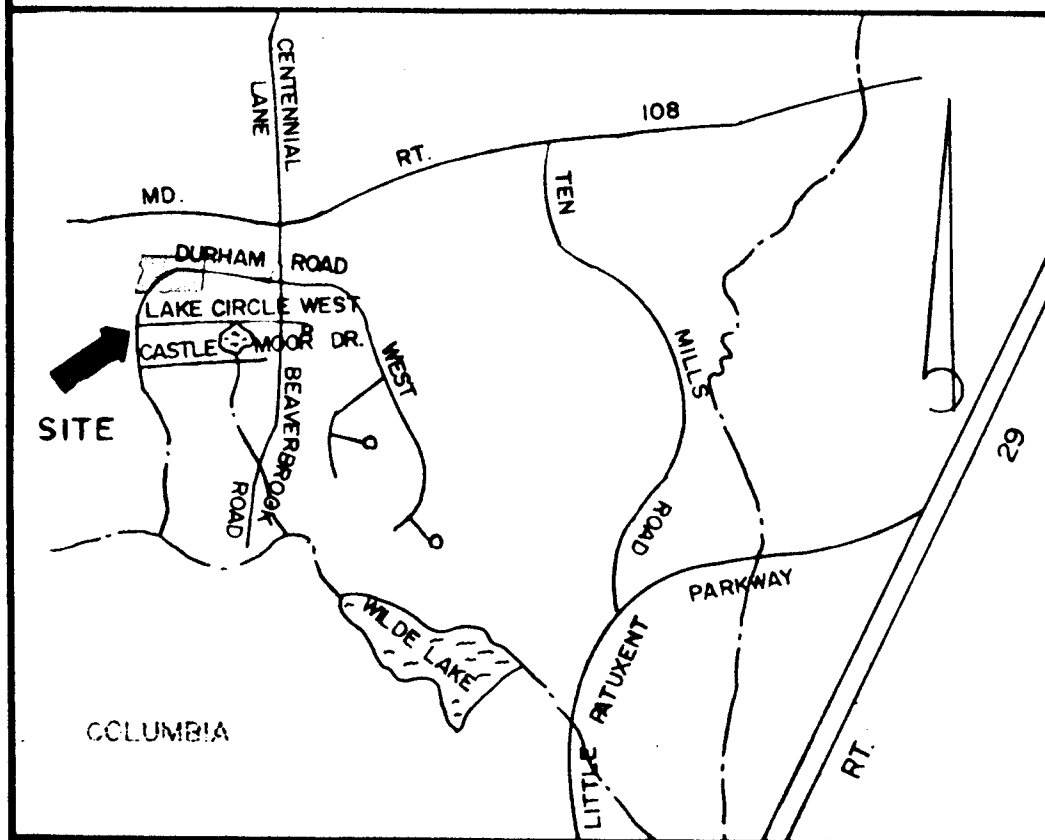 CENTENNIAL
LANE
108
RT.
MD.
TEN
DURHAM ROAD
LAKE CIRCLE WEST
CASTLE MOOR DR.
WEST
MILLS
SITE
BEAVERBROOK
ROAD
29
ROAD
PARKWAY
WILDE LAKE
PATUXENT
COLUMBIA
RT.
LITTLE